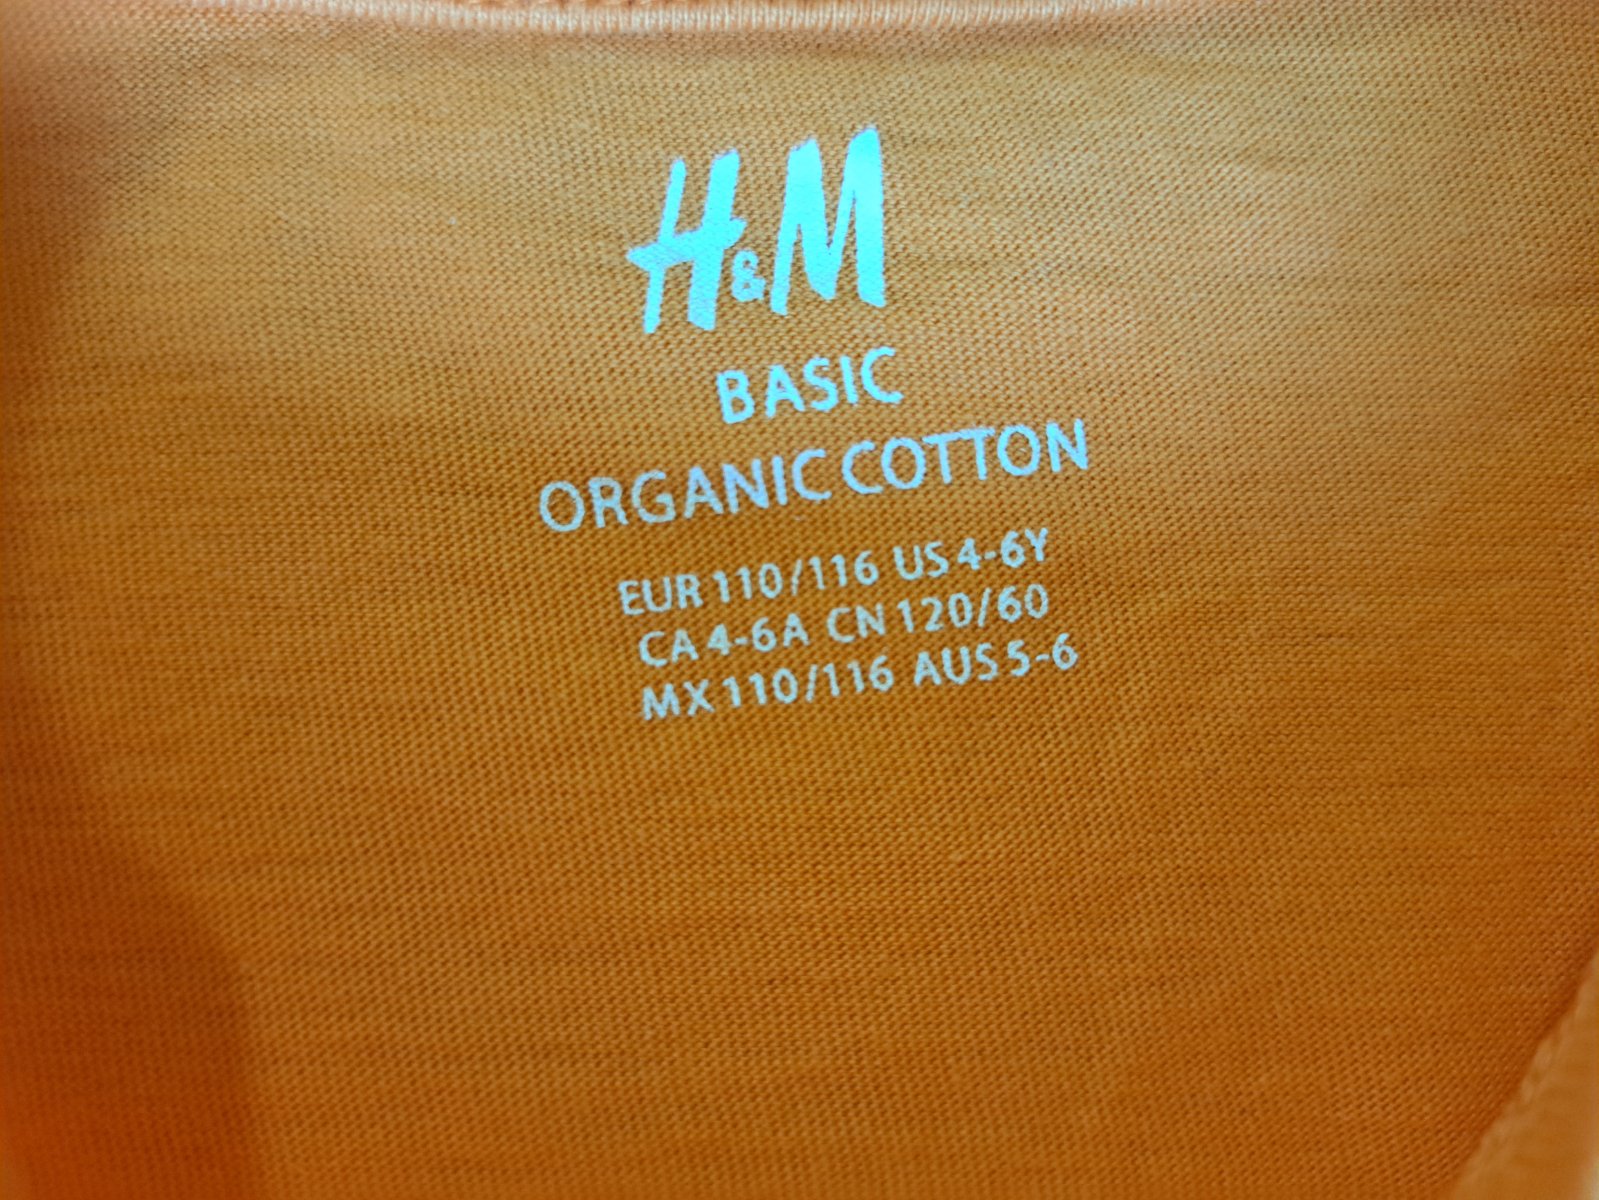 H&M
BASIC
ORGANIC COTTON
EUR 110/116 US 4-6Y
CA 4-6A CN 120/60
MX 110/116 AUS 5-6